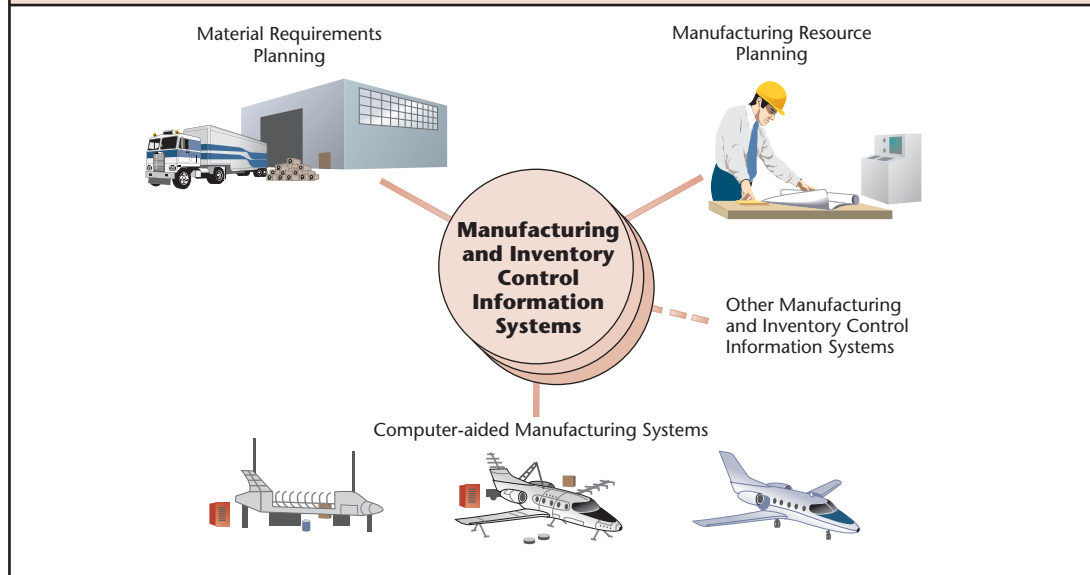 Material Requirements
Planning
Manufacturing Resource
Planning
Manufacturing
and Inventory
Control
Information
Systems
Other Manufacturing
and Inventory Control
Information Systems
Computer-aided Manufacturing Systems